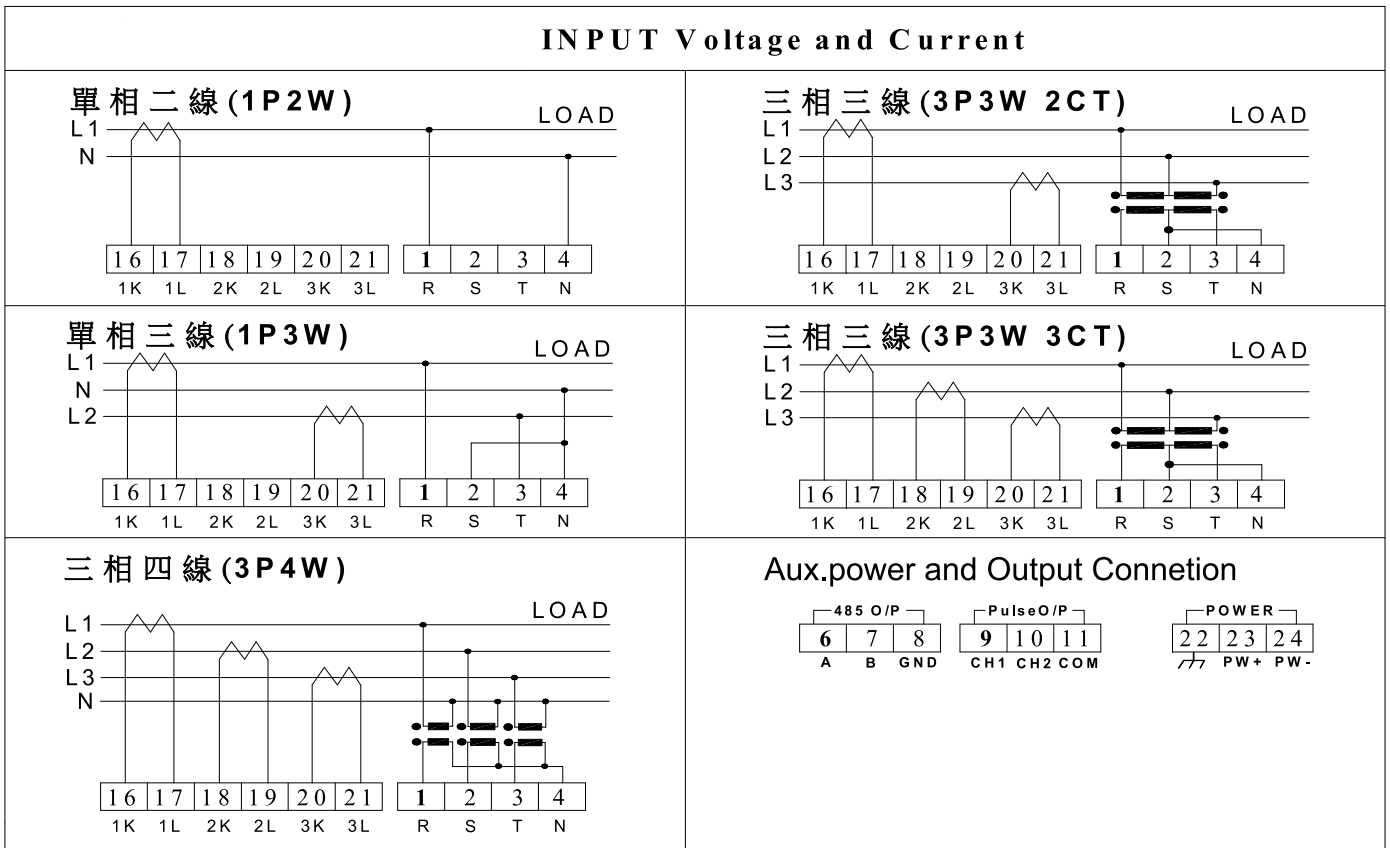 INPUT Voltage and Current
單相二線(1P2W)
LOAD
L1
N
16 17 18 19 20 21 1 2 3 4
1K 1L 2K 2L 3K 3L R S T N
三相三線(3P3W 2CT)
LOAD
L1
L2
L3
16 17 18 19 20 21 1 2 3 4
1K 1L 2K 2L 3K 3L R S T N
單相三線(1P3W)
LOAD
L1
N
L2
16 17 18 19 20 21 1 2 3 4
1K 1L 2K 2L 3K 3L R S T N
三相三線(3P3W 3CT)
LOAD
L1
L2
L3
16 17 18 19 20 21 1 2 3 4
1K 1L 2K 2L 3K 3L R S T N
三相四線(3P4W)
LOAD
L1
L2
L3
N
16 17 18 19 20 21 1 2 3 4
1K 1L 2K 2L 3K 3L R S T N
Aux.power and Output Connetion
485 O/P PulseO/P POWER
6 7 8 9 10 11 22 23 24
A B GND CH1 CH2 COM PW+ PW-